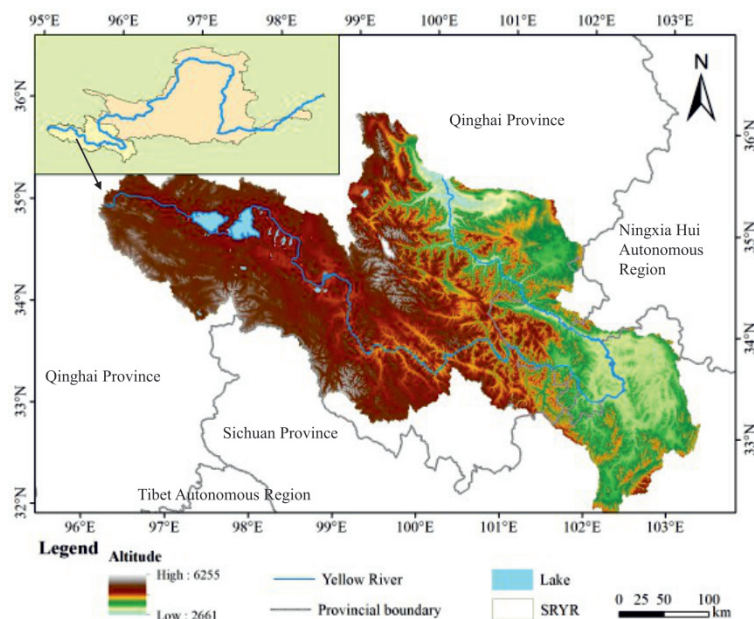 95°E 96°E 97°E 98°E 99°E 100°E 101°E 102°E
36°N
35°N
34°N
33°N
32°N
N
Qinghai Province
Ningxia Hui
Autonomous
Region
Qinghai Province
Sichuan Province
Tibet Autonomous Region
36°N
35°N
34°N
33°N
96°E 97°E 98°E 99°E 100°E 101°E 102°E 103°E
Legend
Altitude
High : 6255
Low : 2661
Yellow River
Provincial boundary
Lake
SRYR
0 25 50 100
km